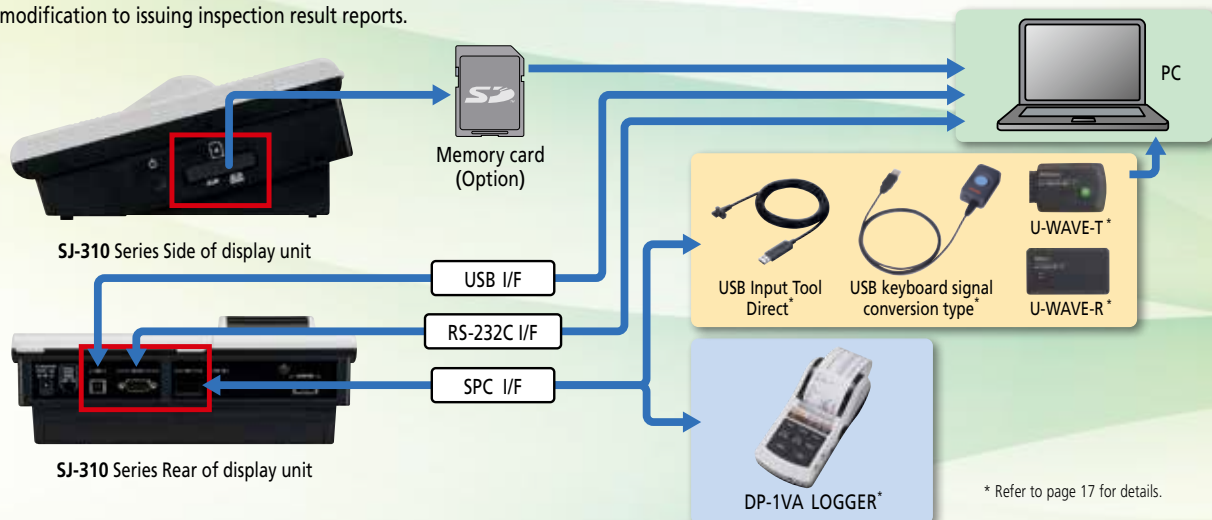 modification to issuing inspection result reports.
PC
SD
Memory card
(Option)
SJ-310 Series Side of display unit
USB I/F
RS-232C I/F
SPC I/F
USB Input Tool
Direct*
USB keyboard signal
conversion type*
U-WAVE-T*
U-WAVE-R*
SJ-310 Series Rear of display unit
DP-1VA LOGGER*
* Refer to page 17 for details.